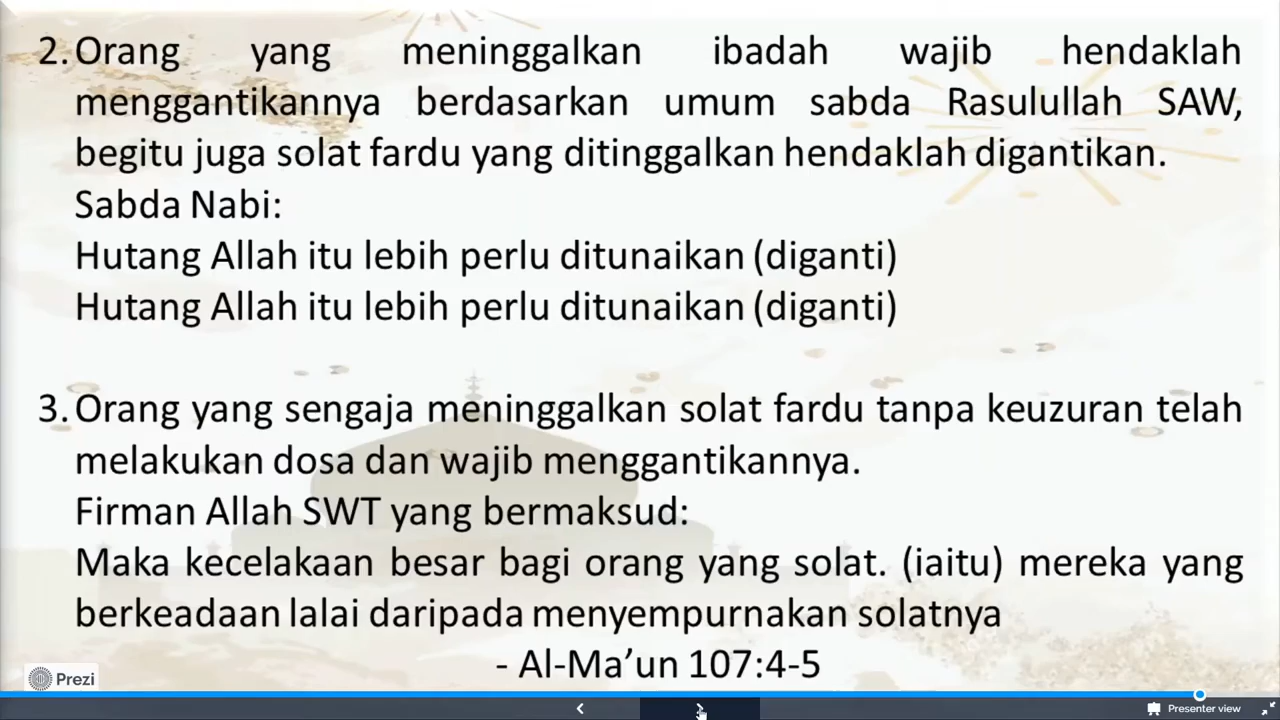 2. Orang yang meninggalkan ibadah wajib hendaklah
menggantikannya berdasarkan umum sabda Rasulullah SAW,
begitu juga solat fardu yang ditinggalkan hendaklah digantikan.
Sabda Nabi:
Hutang Allah itu lebih perlu ditunaikan (diganti)
Hutang Allah itu lebih perlu ditunaikan (diganti)
3. Orang yang sengaja meninggalkan solat fardu tanpa keuzuran telah
melakukan dosa dan wajib menggantikannya.
Firman Allah SWT yang bermaksud:
Maka kecelakaan besar bagi orang yang solat. (iaitu) mereka yang
berkeadaan lalai daripada menyempurnakan solatnya
- Al-Ma’un 107:4-5
Prezi
Presenter view